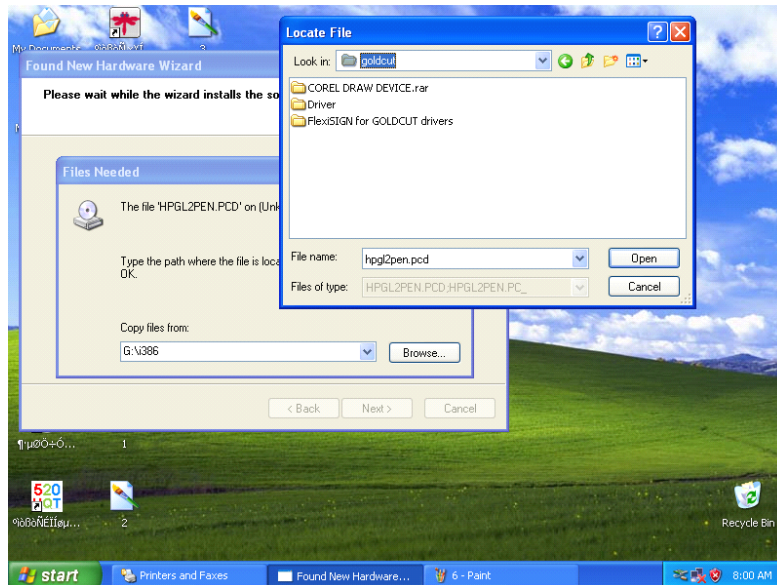 My Documents
3
Found New Hardware Wizard
Please wait while the wizard installs the so
Files Needed
The file 'HPGL2PEN.PCD' on (Unk
Type the path where the file is loca
OK.
Copy files from:
G:\i386
Browse...
< Back
Next >
Cancel
Locate File
Look in:
goldcut
COREL DRAW DEVICE.rar
Driver
FlexiSIGN for GOLDCUT drivers
File name:
hpgl2pen.pcd
Open
Files of type:
HPGL2PEN.PCD;HPGL2PEN.PC_
Cancel
1
520
HQT
2
Recycle Bin
start
Printers and Faxes
Found New Hardware...
6 - Paint
8:00 AM